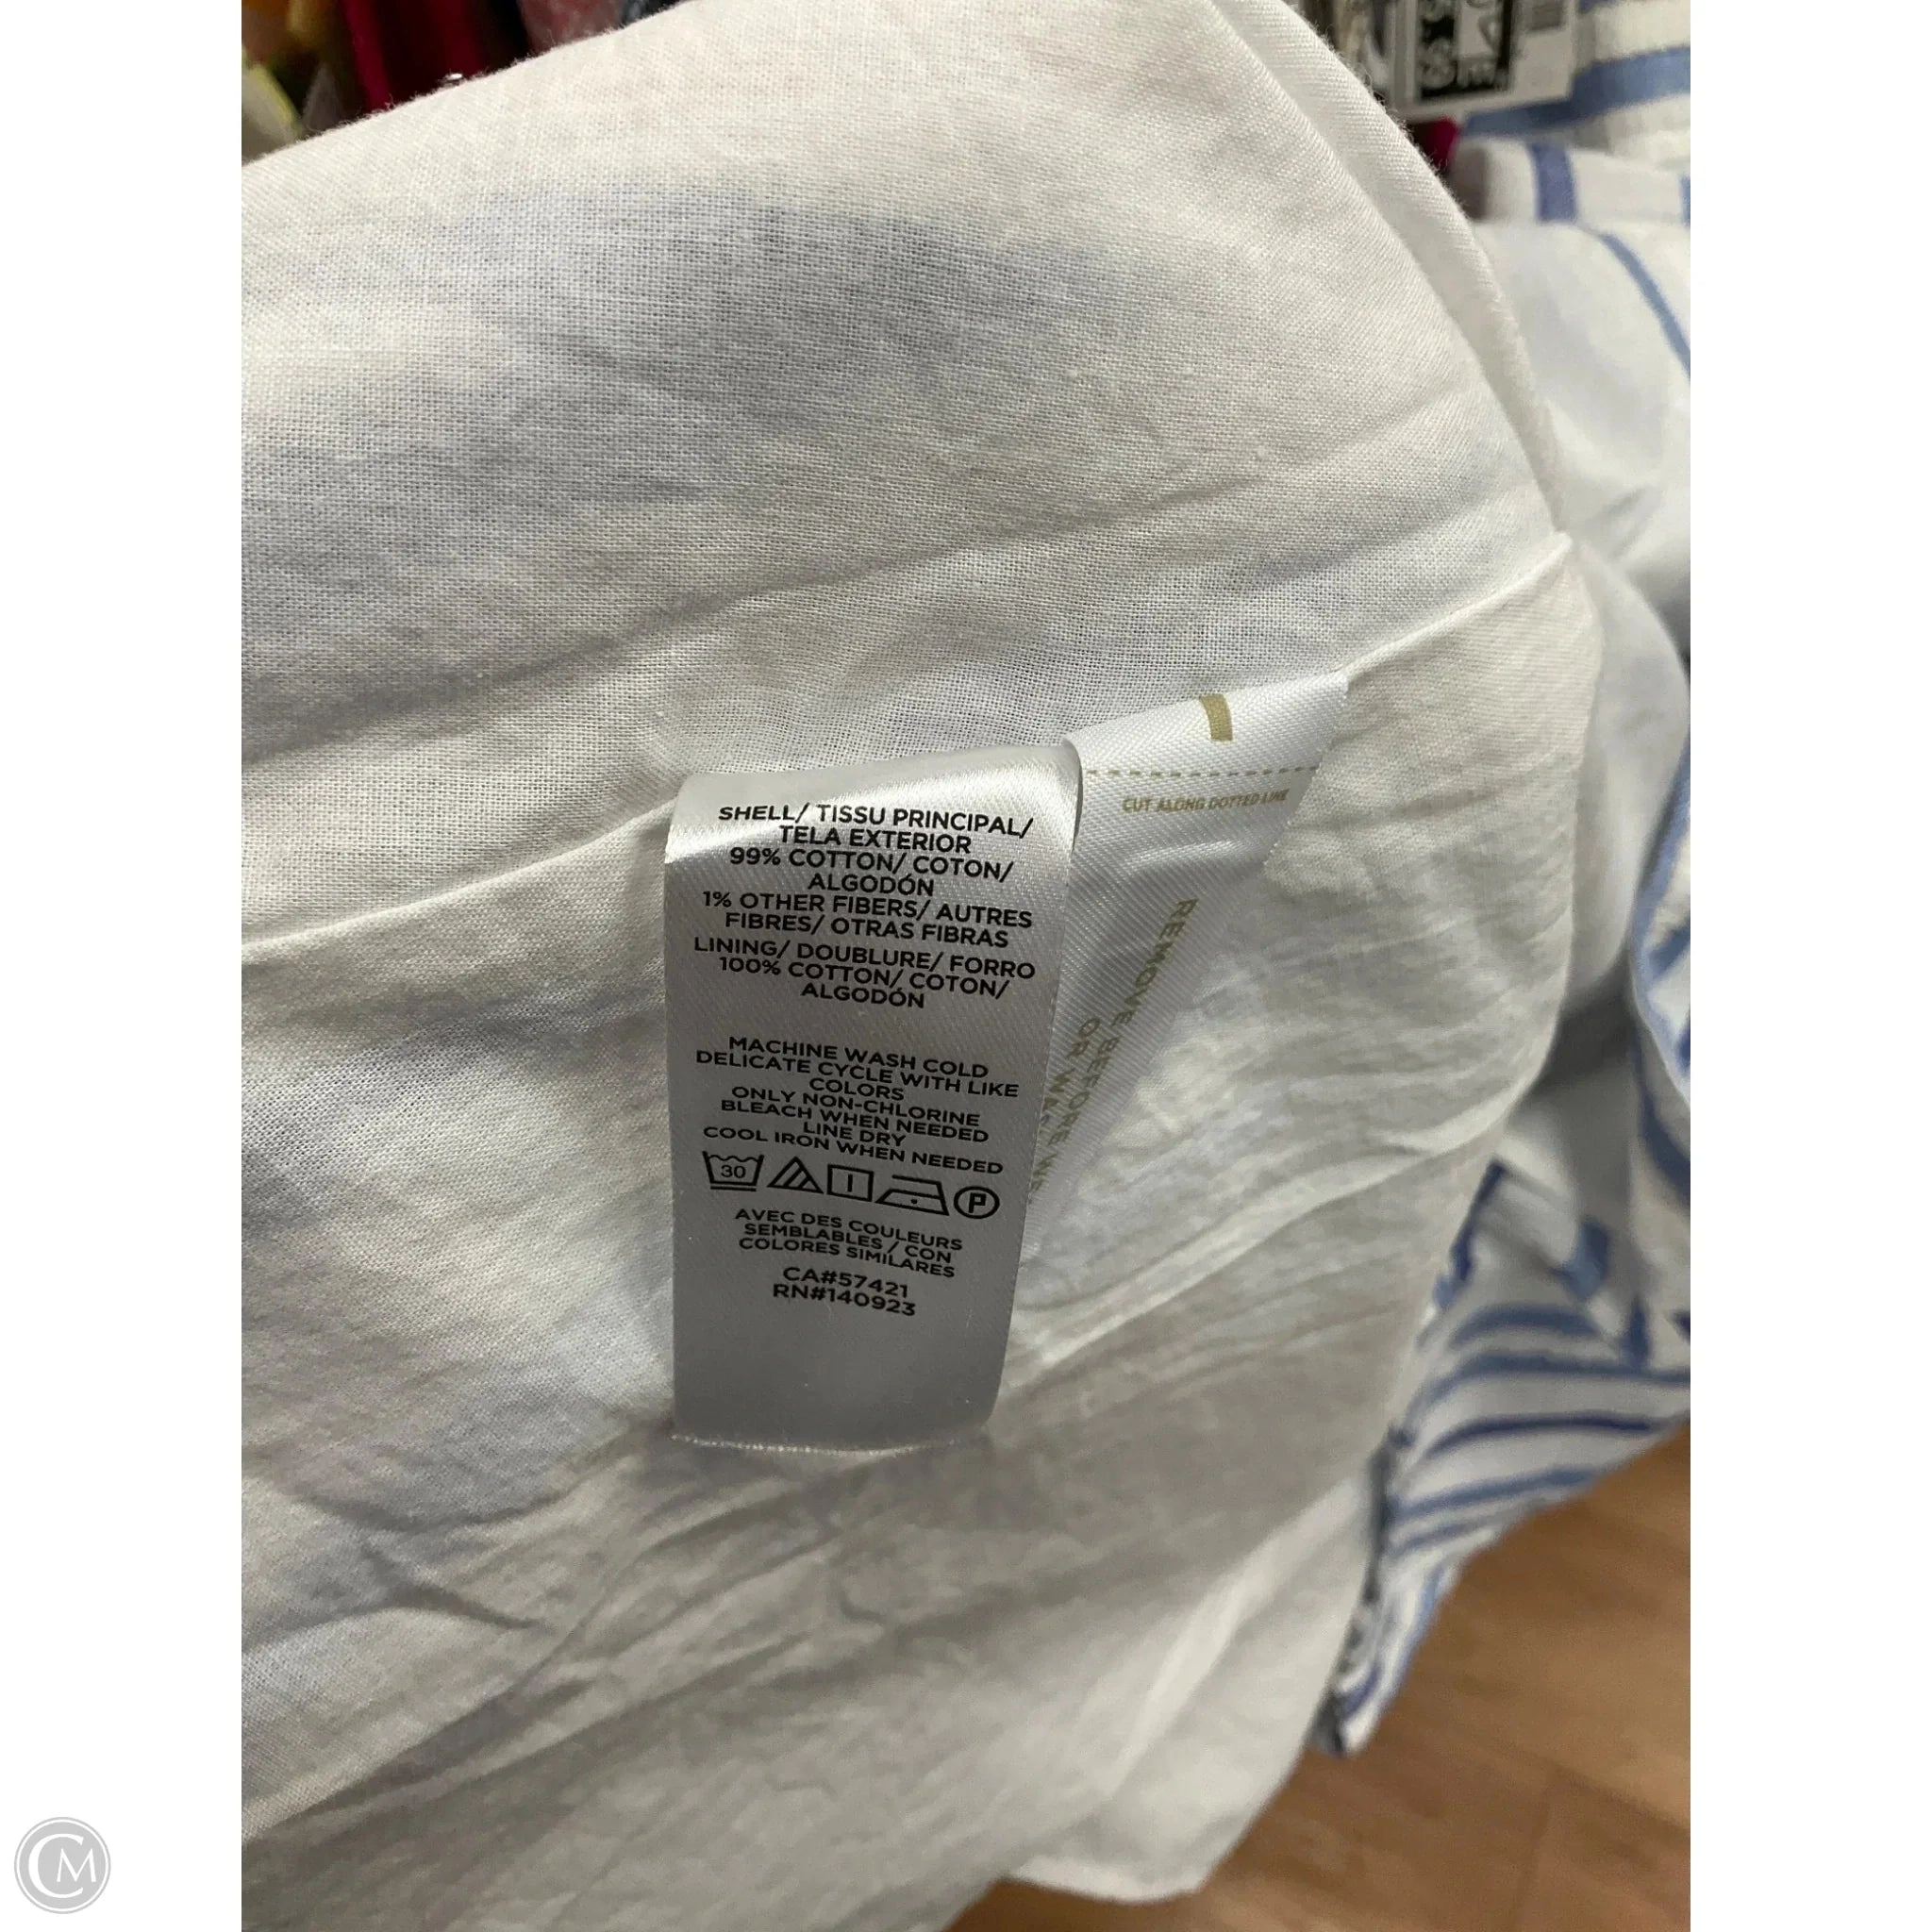 SHELL/ TISSU PRINCIPAL/
TELA EXTERIOR
99% COTTON/ COTON/
ALGODÓN
1% OTHER FIBERS/ AUTRES
FIBRES/ OTRAS FIBRAS
LINING/ DOUBLURE/ FORRO
100% COTTON/ COTON/
ALGODÓN
MACHINE WASH COLD
DELICATE CYCLE WITH LIKE
COLORS
ONLY NON-CHLORINE
BLEACH WHEN NEEDED
LINE DRY
COOL IRON WHEN NEEDED
30
P
AVEC DES COULEURS
SEMBLABLES / CON
COLORES SIMILARES
CA#57421
RN#140923
CUT ALONG DOTTED LINE
REMOVE BEFORE
OR
CM